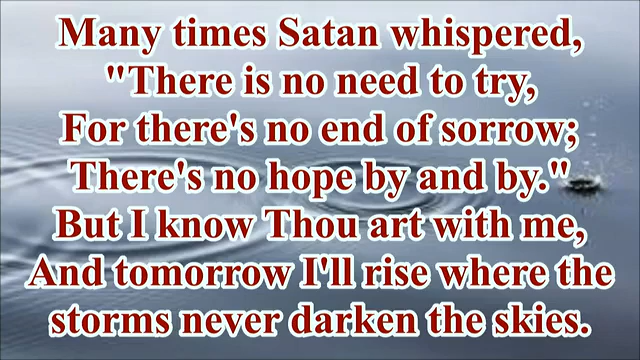 Many times Satan whispered,
"There is no need to try,
For there's no end of sorrow;
There's no hope by and by."
But I know Thou art with me,
And tomorrow I'll rise where the
storms never darken the skies.